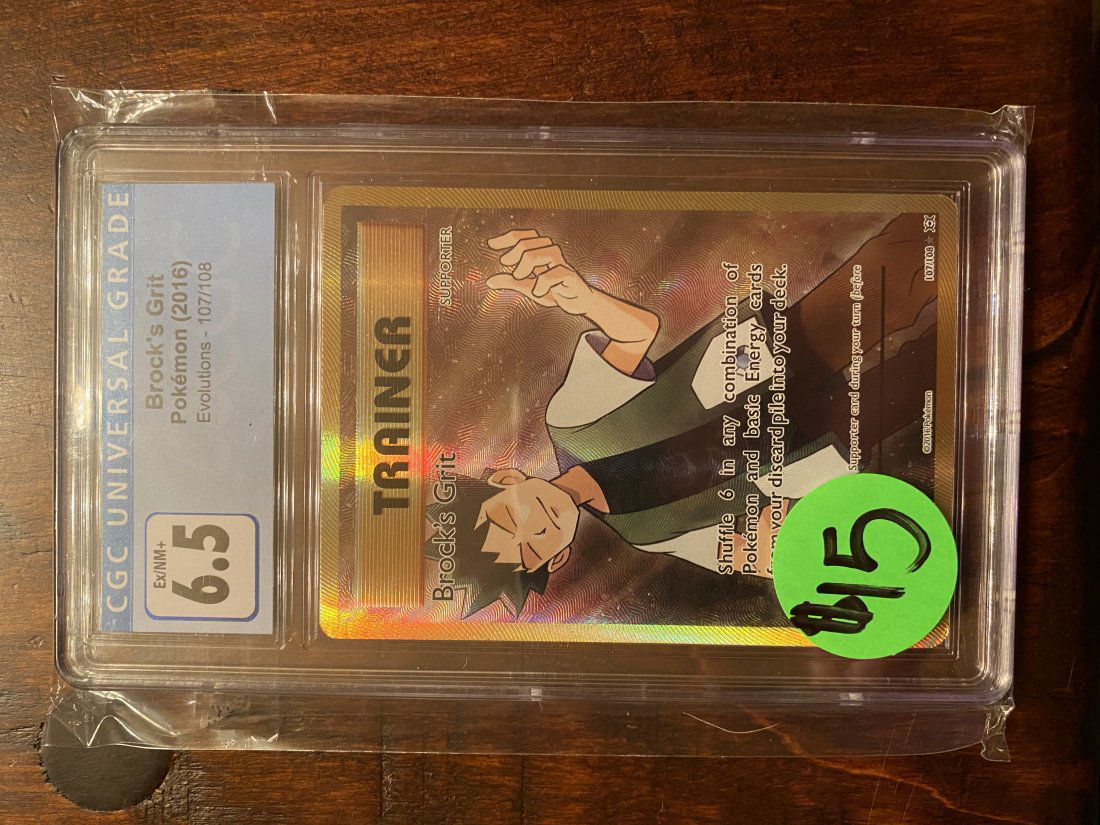 CGC UNIVERSAL GRADE
Brock's Grit
Pokémon (2016)
Evolutions - 107/108
Ex/NM+
6.5
TRAINER
Brock's Grit
SUPPORTER
Shuffle 6 in any combination of
Pokémon and basic Energy cards
from your discard pile into your deck.
Supporter card during your turn (before
©2016 Pokémon
107/108 ★
$15